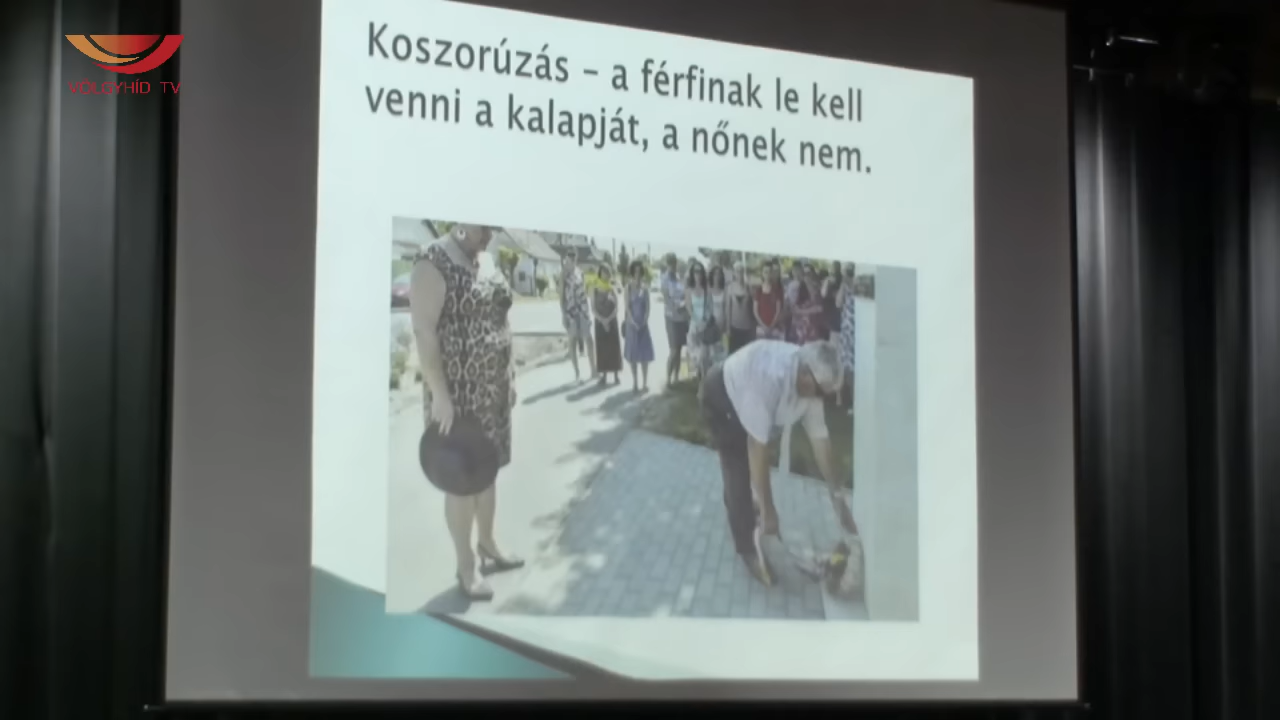 VÖLGYHÍD TV
Koszorúzás – a férfinak le kell
venni a kalapját, a nőnek nem.